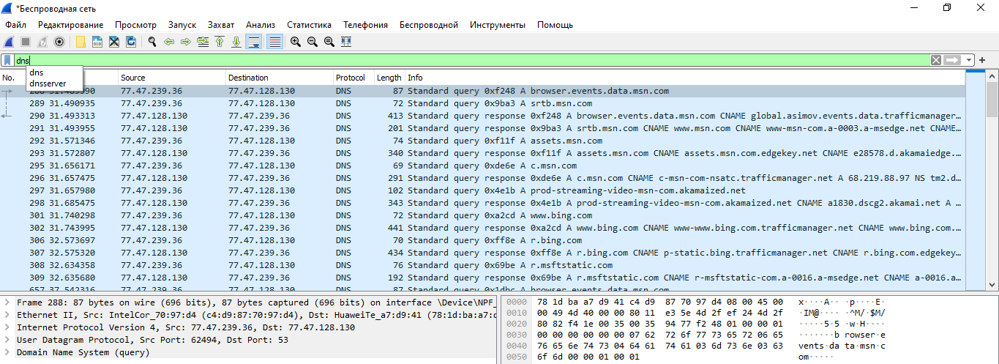 *Беспроводная сеть
Файл Редактирование Просмотр Запуск Захват Анализ Статистика Телефония Беспроводной Инструменты Помощь
dns
dns
dnsserver
No. Source Destination Protocol Length Info
77.47.239.36 77.47.128.130 DNS 87 Standard query 0xf248 A browser.events.data.msn.com
289 31.490935 77.47.239.36 77.47.128.130 DNS 72 Standard query 0x9ba3 A srtb.msn.com
290 31.493313 77.47.128.130 77.47.239.36 DNS 413 Standard query response 0xf248 A browser.events.data.msn.com CNAME global.asimov.events.data.trafficmanager...
291 31.493955 77.47.128.130 77.47.239.36 DNS 201 Standard query response 0x9ba3 A srtb.msn.com CNAME www.msn.com CNAME www-msn-com.a-0003.a-msedge.net CNAME...
292 31.571346 77.47.239.36 77.47.128.130 DNS 74 Standard query 0xf11f A assets.msn.com
293 31.572807 77.47.128.130 77.47.239.36 DNS 340 Standard query response 0xf11f A assets.msn.com CNAME assets.msn.com.edgekey.net CNAME e28578.d.akamaiedge...
295 31.656171 77.47.239.36 77.47.128.130 DNS 69 Standard query 0xde6e A c.msn.com
296 31.657475 77.47.128.130 77.47.239.36 DNS 291 Standard query response 0xde6e A c.msn.com CNAME c-msn-com-nsatc.trafficmanager.net A 68.219.88.97 NS tm2.d...
297 31.657980 77.47.239.36 77.47.128.130 DNS 102 Standard query 0x4e1b A prod-streaming-video-msn-com.akamaized.net
298 31.685475 77.47.128.130 77.47.239.36 DNS 343 Standard query response 0x4e1b A prod-streaming-video-msn-com.akamaized.net CNAME a1830.dscg2.akamai.net A ...
301 31.740298 77.47.239.36 77.47.128.130 DNS 72 Standard query 0xa2cd A www.bing.com
302 31.743995 77.47.128.130 77.47.239.36 DNS 441 Standard query response 0xa2cd A www.bing.com CNAME www-www.bing.com.trafficmanager.net CNAME www.bing.com....
306 32.573697 77.47.239.36 77.47.128.130 DNS 70 Standard query 0xff8e A r.bing.com
307 32.575320 77.47.128.130 77.47.239.36 DNS 434 Standard query response 0xff8e A r.bing.com CNAME p-static.bing.trafficmanager.net CNAME r.bing.com.edgekey...
308 32.634358 77.47.239.36 77.47.128.130 DNS 76 Standard query 0x69be A r.msftstatic.com
309 32.635680 77.47.128.130 77.47.239.36 DNS 192 Standard query response 0x69be A r.msftstatic.com CNAME r-msftstatic-com.a-0016.a-msedge.net CNAME a-0016.a...
657 37.542316 77.47.239.36 77.47.128.130 DNS 87 Standard query 0x1dbc A browser.events.data.msn.com
Frame 288: 87 bytes on wire (696 bits), 87 bytes captured (696 bits) on interface \Device\NPF_
Ethernet II, Src: IntelCor_70:97:d4 (c4:d9:87:70:97:d4), Dst: HuaweiTe_a7:d9:41 (78:1d:ba:a7:d
Internet Protocol Version 4, Src: 77.47.239.36, Dst: 77.47.128.130
User Datagram Protocol, Src Port: 62494, Dst Port: 53
Domain Name System (query)
0000 78 1d ba a7 d9 41 c4 d9 87 70 97 d4 08 00 45 00 x····A·· ·p····E·
0010 00 49 4d 40 00 00 80 11 e3 5e 4d 2f ef 24 4d 2f ·IM@···· ·^M/·$M/
0020 80 82 f4 1e 00 35 00 35 94 77 f2 48 01 00 00 01 ·····5·5 ·w·H····
0030 00 00 00 00 00 00 07 62 72 6f 77 73 65 72 06 65 ·······b rowser·e
0040 76 65 6e 74 73 04 64 61 74 61 03 6d 73 6e 03 63 vents·da ta·msn·c
0050 6f 6d 00 00 01 00 01 om·····